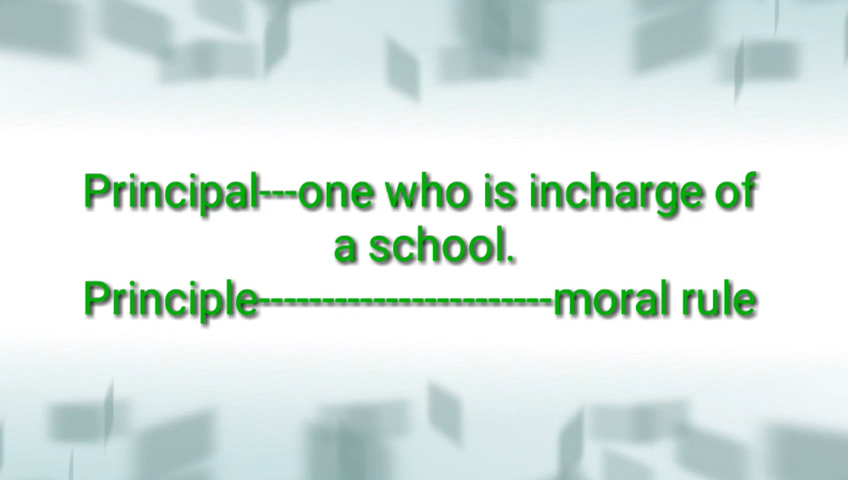 Principal---one who is incharge of
a school.
Principle-----------------------moral rule